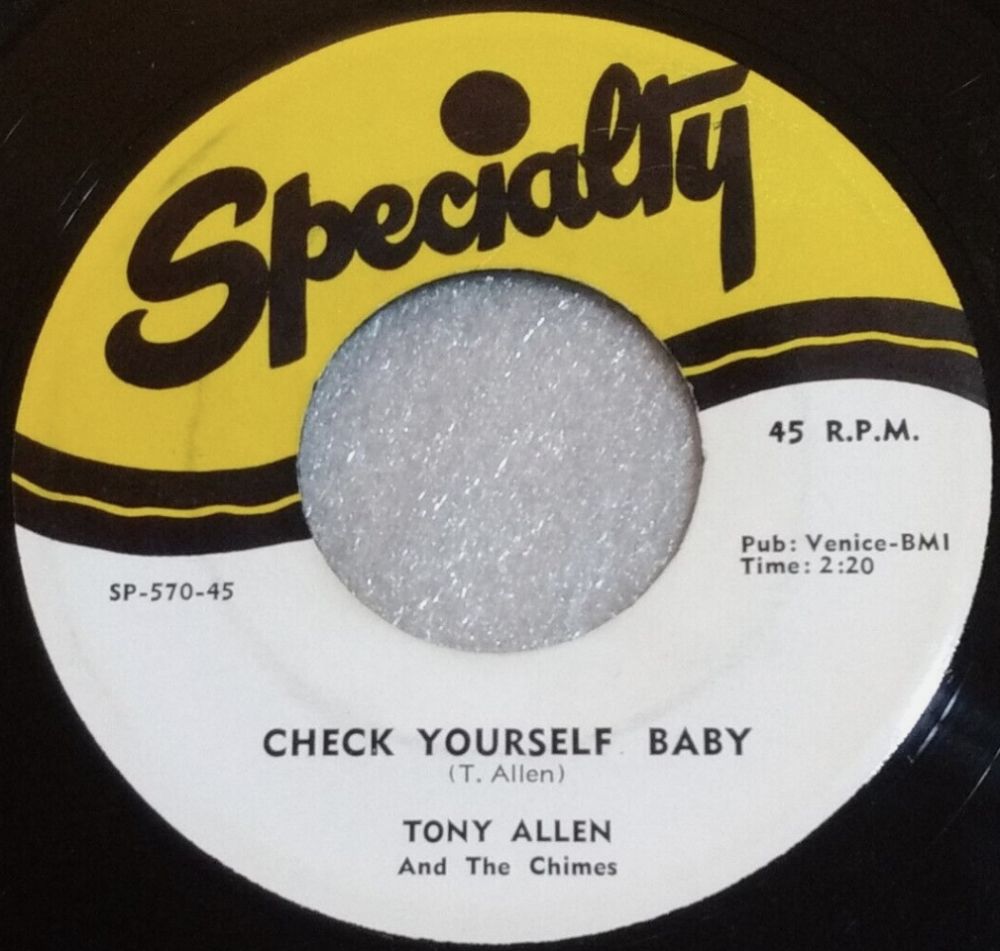 Specialty
45 R.P.M.
Pub: Venice-BMI
Time: 2:20
SP-570-45
CHECK YOURSELF BABY
(T. Allen)
TONY ALLEN
And The Chimes